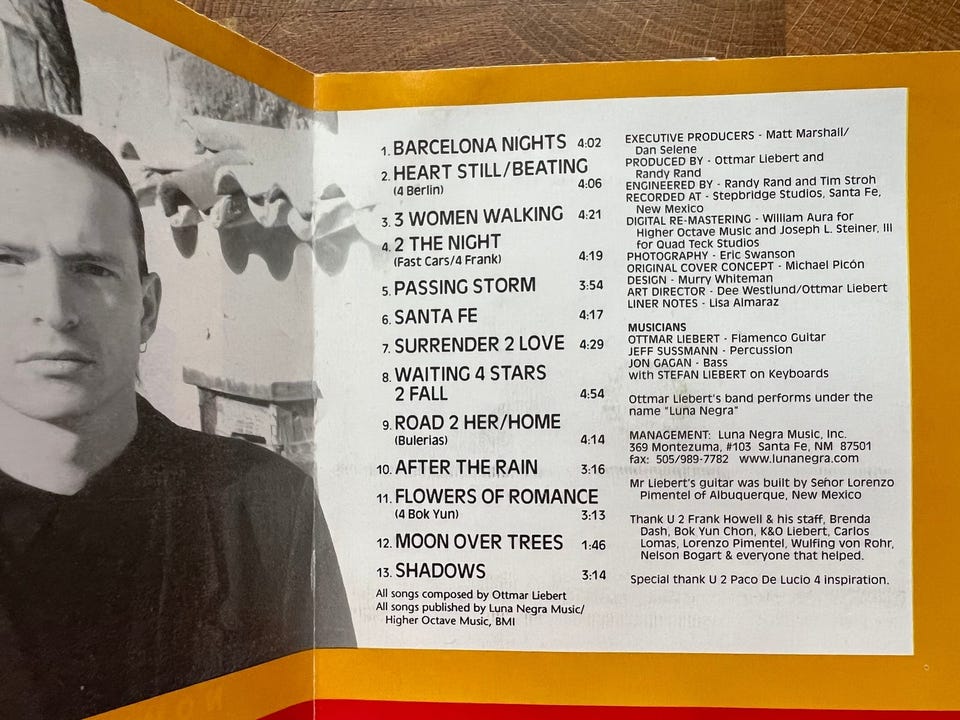 1. BARCELONA NIGHTS 4:02
2. HEART STILL/BEATING
(4 Berlin) 4:06
3. 3 WOMEN WALKING 4:21
4. 2 THE NIGHT
(Fast Cars/4 Frank) 4:19
5. PASSING STORM 3:54
6. SANTA FE 4:17
7. SURRENDER 2 LOVE 4:29
8. WAITING 4 STARS
2 FALL 4:54
9. ROAD 2 HER/HOME
(Bulerias) 4:14
10. AFTER THE RAIN 3:16
11. FLOWERS OF ROMANCE
(4 Bok Yun) 3:13
12. MOON OVER TREES 1:46
13. SHADOWS 3:14
All songs composed by Ottmar Liebert
All songs published by Luna Negra Music/
Higher Octave Music, BMI
EXECUTIVE PRODUCERS - Matt Marshall/
Dan Selene
PRODUCED BY - Ottmar Liebert and
Randy Rand
ENGINEERED BY - Randy Rand and Tim Stroh
RECORDED AT - Stepbridge Studios, Santa Fe,
New Mexico
DIGITAL RE-MASTERING - William Aura for
Higher Octave Music and Joseph L. Steiner, III
for Quad Teck Studios
PHOTOGRAPHY - Eric Swanson
ORIGINAL COVER CONCEPT - Michael Picón
DESIGN - Murry Whiteman
ART DIRECTOR - Dee Westlund/Ottmar Liebert
LINER NOTES - Lisa Almaraz
MUSICIANS
OTTMAR LIEBERT - Flamenco Guitar
JEFF SUSSMANN - Percussion
JON GAGAN - Bass
with STEFAN LIEBERT on Keyboards
Ottmar Liebert's band performs under the
name "Luna Negra"
MANAGEMENT: Luna Negra Music, Inc.
369 Montezuma, #103 Santa Fe, NM 87501
fax: 505/989-7782 www.lunanegra.com
Mr Liebert's guitar was built by Señor Lorenzo
Pimentel of Albuquerque, New Mexico
Thank U 2 Frank Howell & his staff, Brenda
Dash, Bok Yun Chon, K&O Liebert, Carlos
Lomas, Lorenzo Pimentel, Wulfing von Rohr,
Nelson Bogart & everyone that helped.
Special thank U 2 Paco De Lucio 4 inspiration.